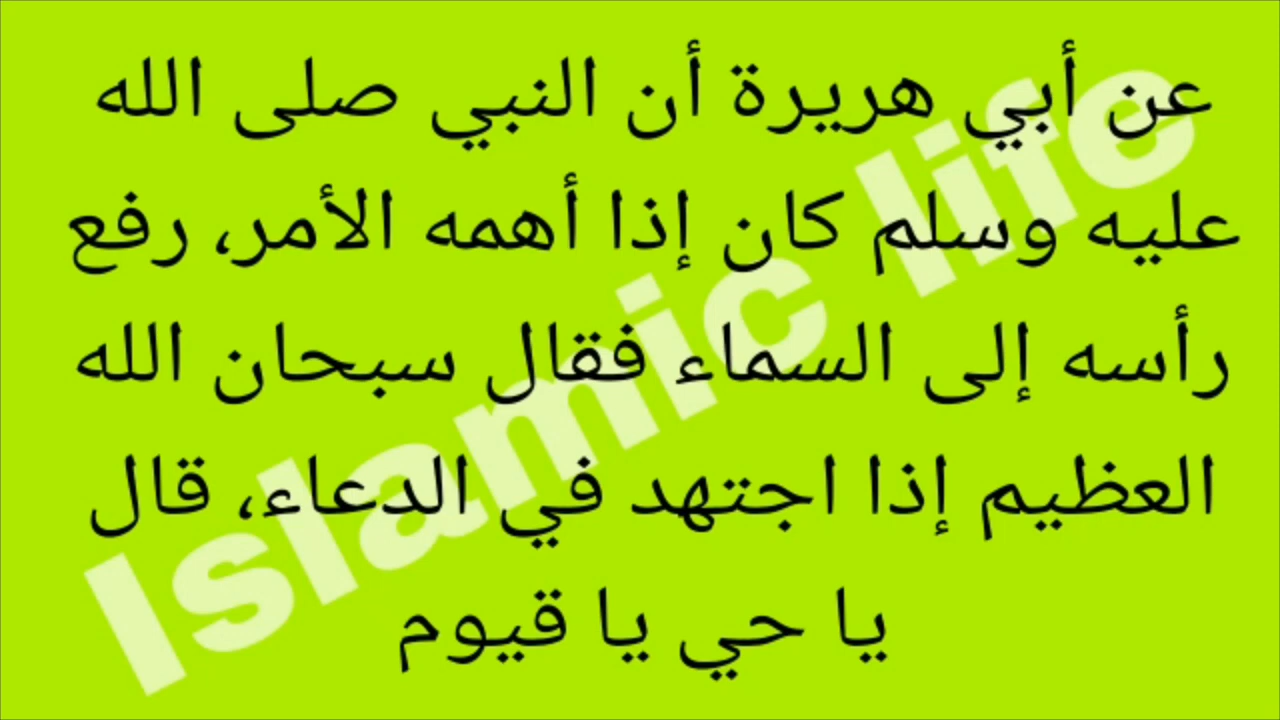 عن أبي هريرة أن النبي صلى الله
عليه وسلم كان إذا أهمه الأمر، رفع
رأسه إلى السماء فقال سبحان الله
العظيم إذا اجتهد في الدعاء، قال
يا حي يا قيوم
Islamic life